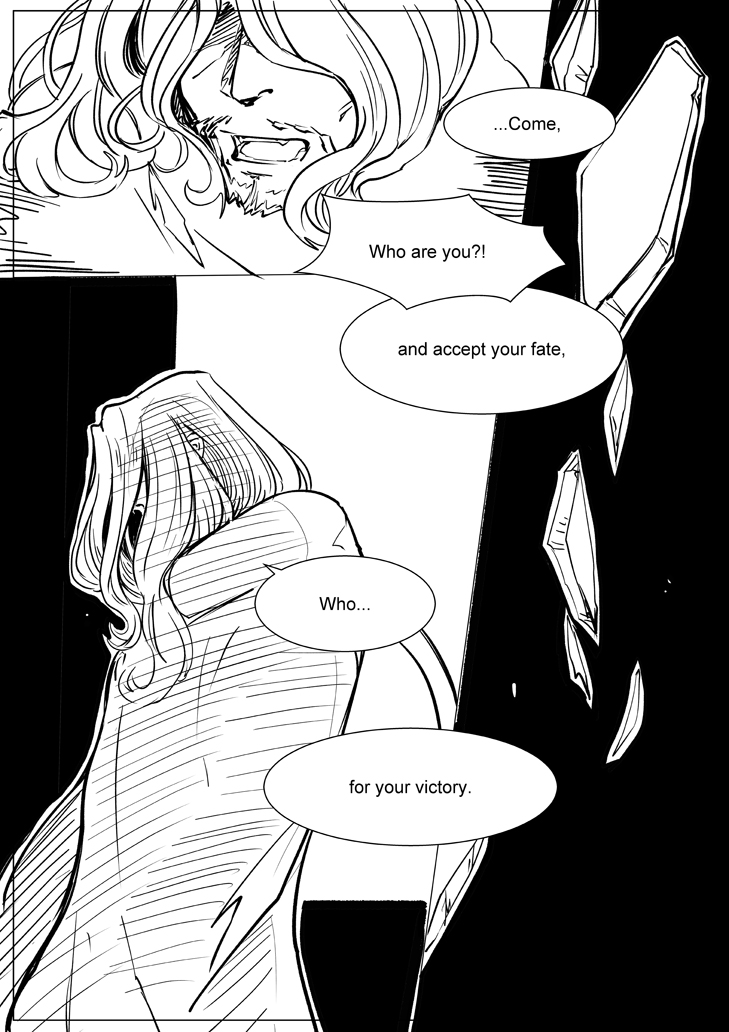 ...Come,
Who are you?!
and accept your fate,
Who...
for your victory.